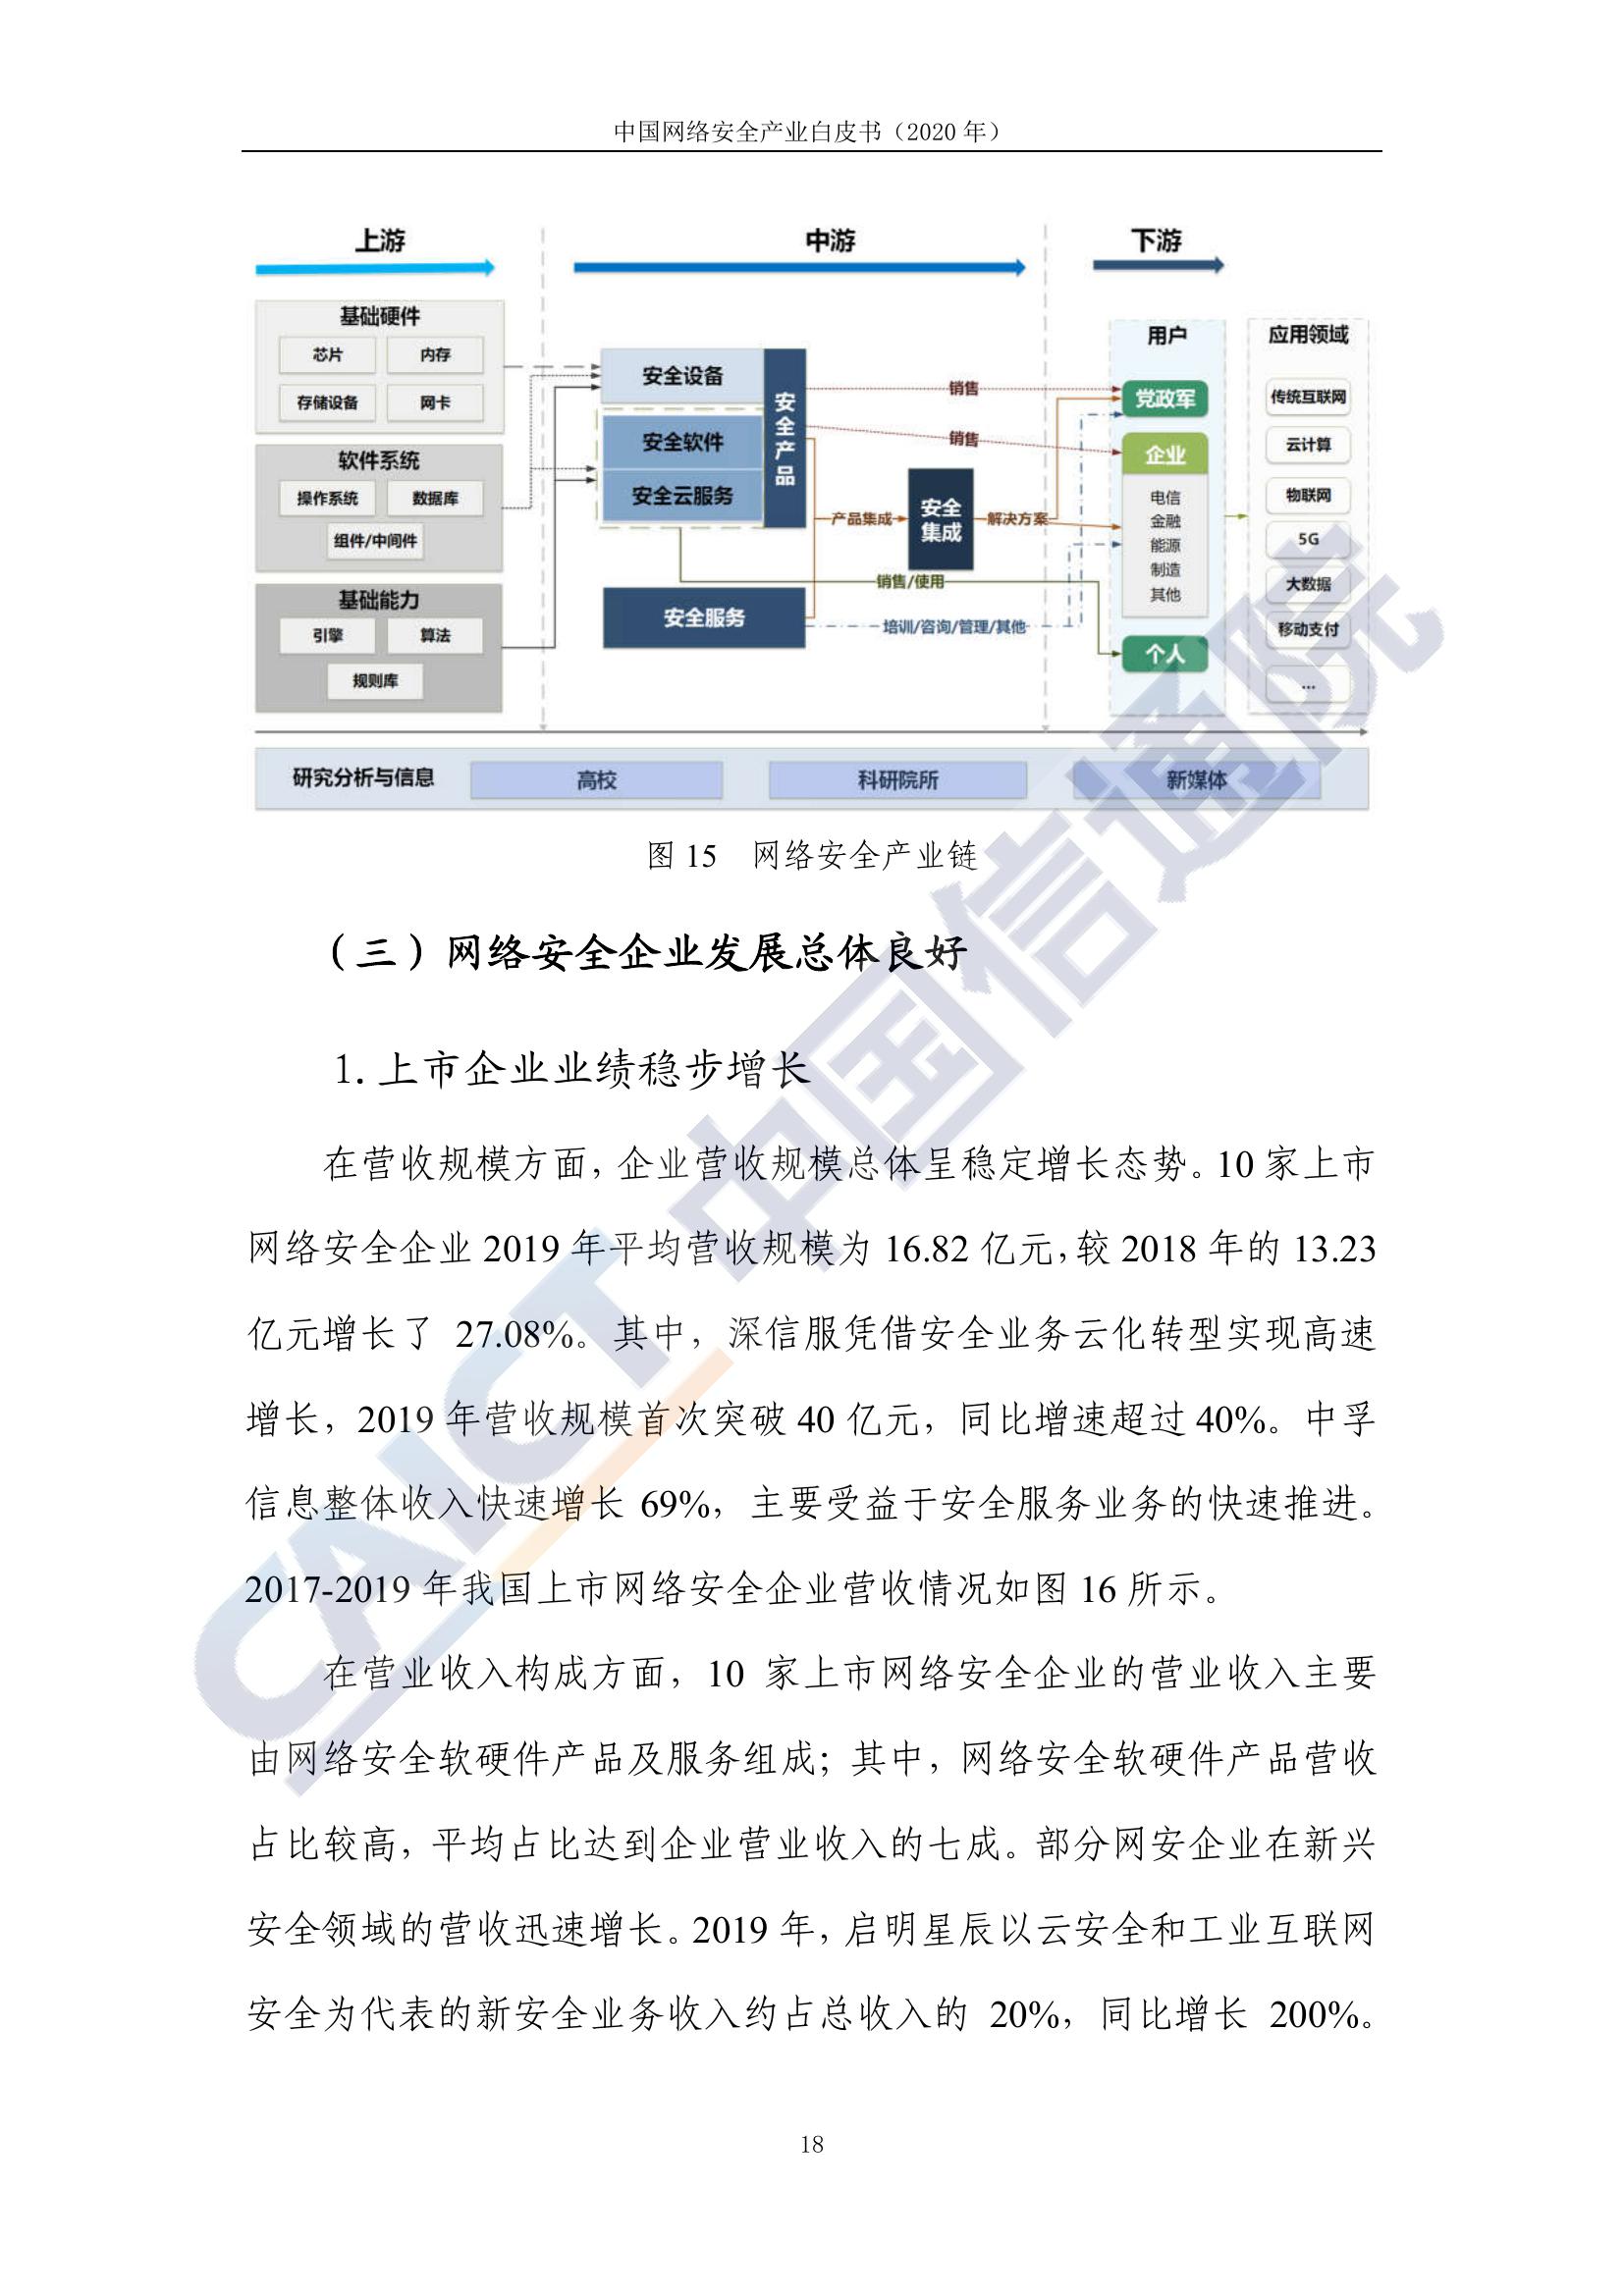 中国网络安全产业白皮书（2020 年）
上游
中游
下游
基础硬件
芯片
内存
存储设备
网卡
软件系统
操作系统
数据库
组件/中间件
基础能力
引擎
算法
规则库
安全设备
安全软件
安全云服务
安全产品
安全服务
销售
销售
产品集成
安全集成
解决方案
销售/使用
培训/咨询/管理/其他
用户
党政军
企业
电信
金融
能源
制造
其他
个人
应用领域
传统互联网
云计算
物联网
5G
大数据
移动支付
...
研究分析与信息
高校
科研院所
新媒体
图 15 网络安全产业链
（三）网络安全企业发展总体良好
1. 上市企业业绩稳步增长
在营收规模方面，企业营收规模总体呈稳定增长态势。10 家上市
网络安全企业 2019 年平均营收规模为 16.82 亿元，较 2018 年的 13.23
亿元增长了 27.08%。其中，深信服凭借安全业务云化转型实现高速
增长，2019 年营收规模首次突破 40 亿元，同比增速超过 40%。中孚
信息整体收入快速增长 69%，主要受益于安全服务业务的快速推进。
2017-2019 年我国上市网络安全企业营收情况如图 16 所示。
在营业收入构成方面，10 家上市网络安全企业的营业收入主要
由网络安全软硬件产品及服务组成；其中，网络安全软硬件产品营收
占比较高，平均占比达到企业营业收入的七成。部分网安企业在新兴
安全领域的营收迅速增长。2019 年，启明星辰以云安全和工业互联网
安全为代表的新安全业务收入约占总收入的 20%，同比增长 200%。
18
CAICT 中国信通院